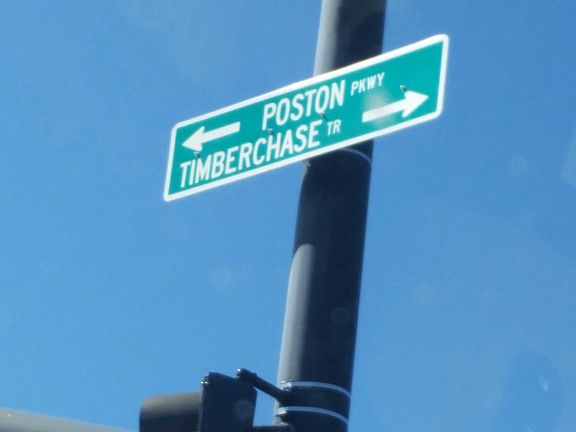 POSTON PKWY
TIMBERCHASE TR